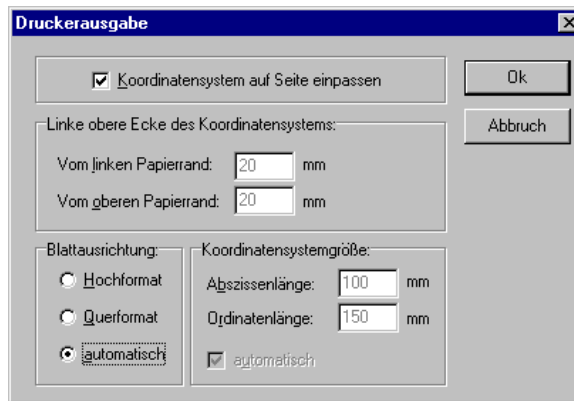 Druckerausgabe
Koordinatensystem auf Seite einpassen
Ok
Abbruch
Linke obere Ecke des Koordinatensystems:
Vom linken Papierrand: 20 mm
Vom oberen Papierrand: 20 mm
Blattausrichtung:
Hochformat
Querformat
automatisch
Koordinatensystemgröße:
Abszissenlänge: 100 mm
Ordinatenlänge: 150 mm
automatisch